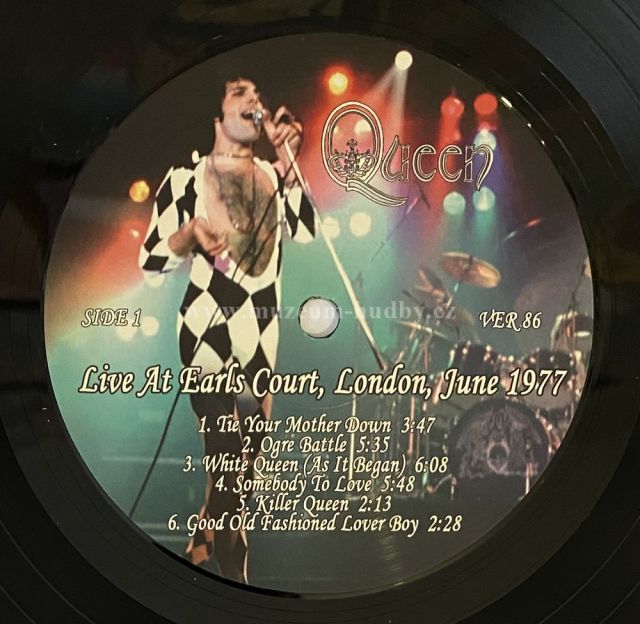 Queen
SIDE 1
www.muzeum-hudby.cz
VER 86
Live At Earls Court, London, June 1977
1. Tie Your Mother Down 3:47
2. Ogre Battle 5:35
3. White Queen (As It Began) 6:08
4. Somebody To Love 5:48
5. Killer Queen 2:13
6. Good Old Fashioned Lover Boy 2:28